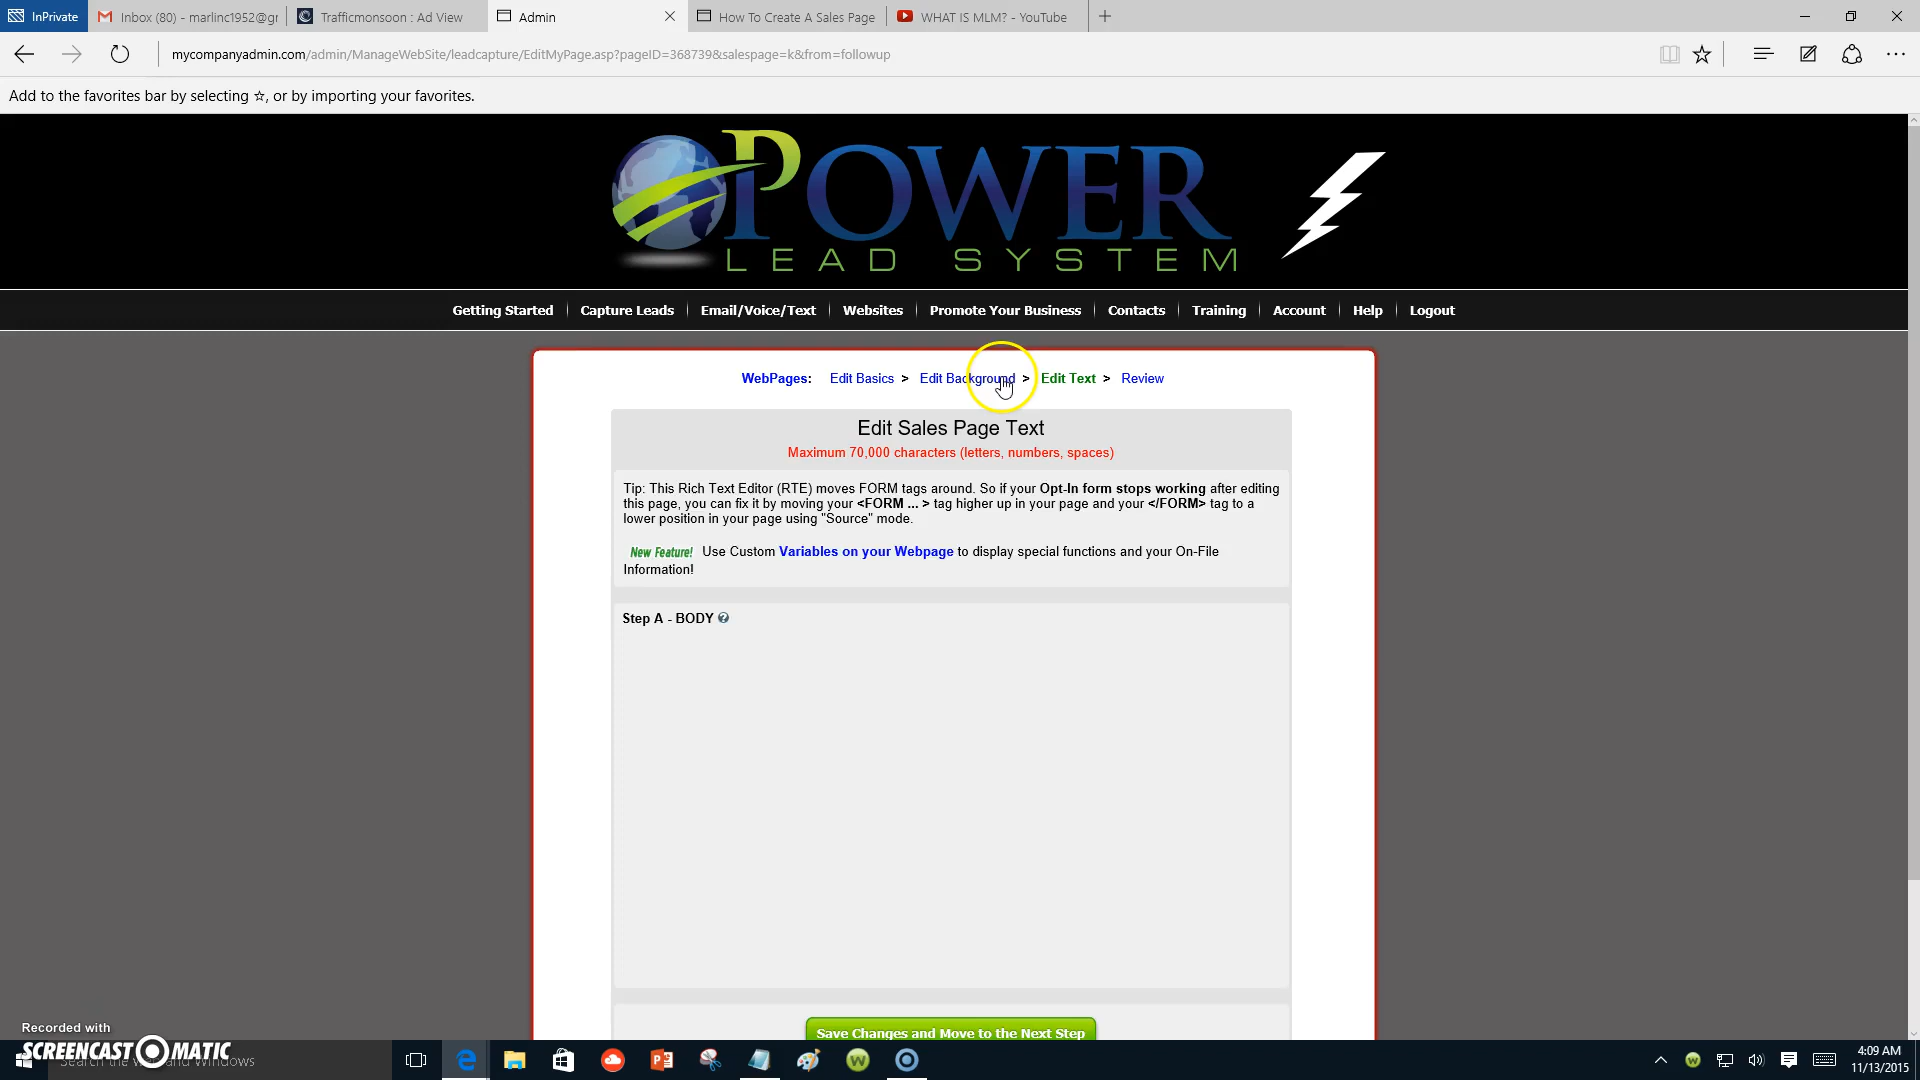 InPrivate
Inbox (80) - marlinc1952@gr
Trafficmonsoon : Ad View
Admin
How To Create A Sales Page
WHAT IS MLM? - YouTube
mycompanyadmin.com/admin/ManageWebSite/leadcapture/EditMyPage.asp?pageID=368739&salespage=k&from=followup
Add to the favorites bar by selecting ☆, or by importing your favorites.
POWER
LEAD SYSTEM
Getting Started
Capture Leads
Email/Voice/Text
Websites
Promote Your Business
Contacts
Training
Account
Help
Logout
WebPages: Edit Basics > Edit Background > Edit Text > Review
Edit Sales Page Text
Maximum 70,000 characters (letters, numbers, spaces)
Tip: This Rich Text Editor (RTE) moves FORM tags around. So if your Opt-In form stops working after editing
this page, you can fix it by moving your <FORM ... > tag higher up in your page and your </FORM> tag to a
lower position in your page using "Source" mode.
New Feature! Use Custom Variables on your Webpage to display special functions and your On-File
Information!
Step A - BODY
Save Changes and Move to the Next Step
Recorded with
SCREENCAST MATIC
Search the web and Windows
4:09 AM
11/13/2015